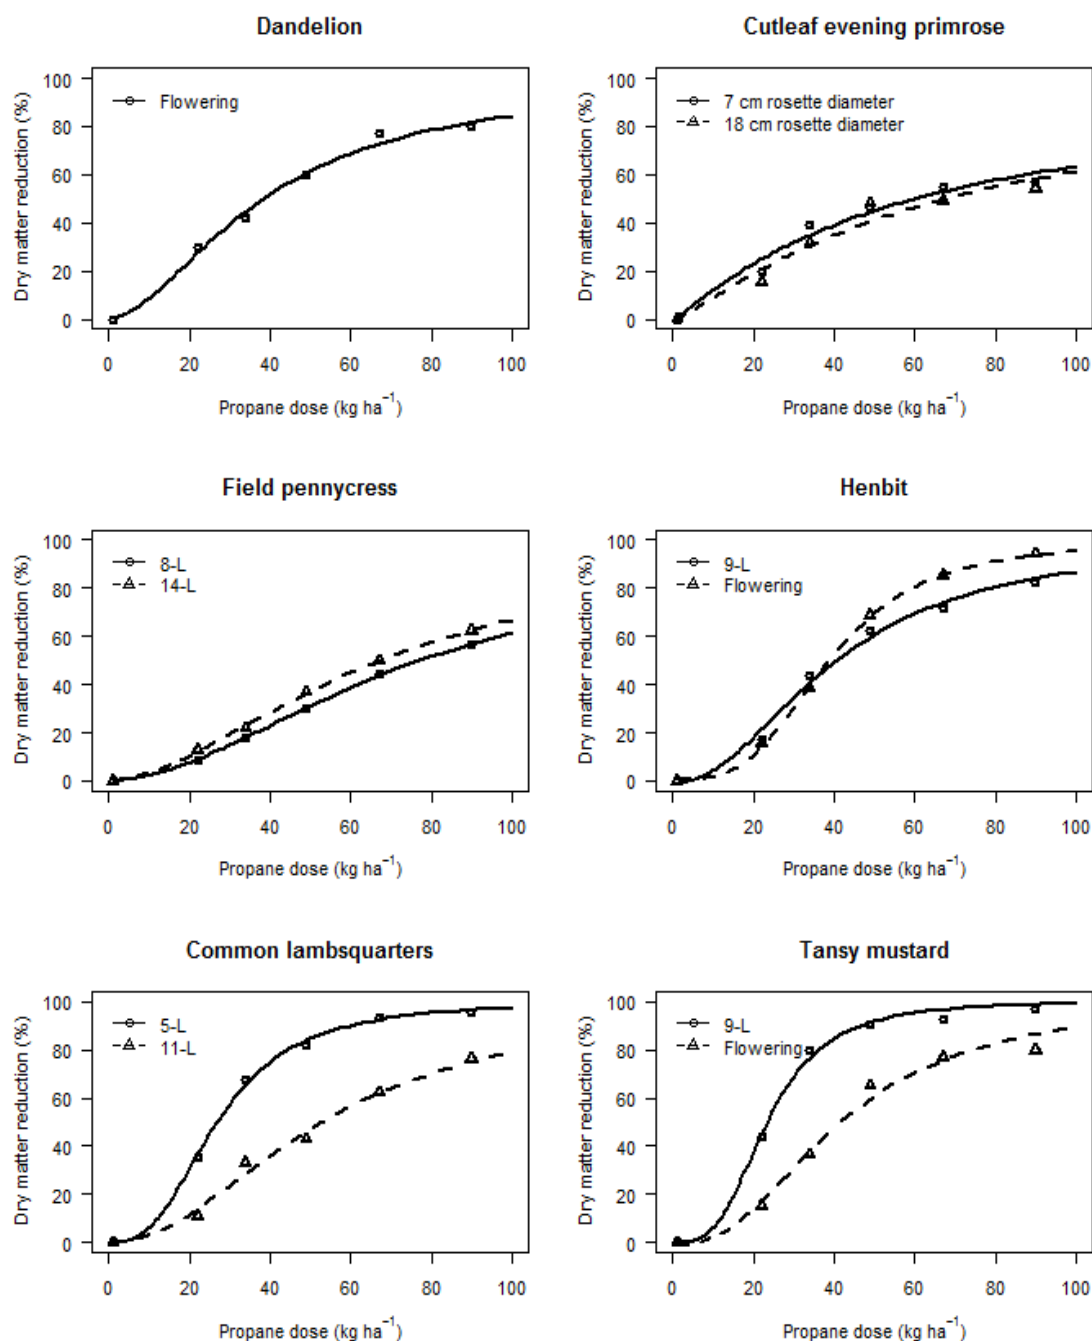 Dandelion
Dry matter reduction (%)
100
80
60
40
20
0
Flowering
0 20 40 60 80 100
Propane dose (kg ha⁻¹)
Cutleaf evening primrose
Dry matter reduction (%)
100
80
60
40
20
0
7 cm rosette diameter
18 cm rosette diameter
0 20 40 60 80 100
Propane dose (kg ha⁻¹)
Field pennycress
Dry matter reduction (%)
100
80
60
40
20
0
8-L
14-L
0 20 40 60 80 100
Propane dose (kg ha⁻¹)
Henbit
Dry matter reduction (%)
100
80
60
40
20
0
9-L
Flowering
0 20 40 60 80 100
Propane dose (kg ha⁻¹)
Common lambsquarters
Dry matter reduction (%)
100
80
60
40
20
0
5-L
11-L
0 20 40 60 80 100
Propane dose (kg ha⁻¹)
Tansy mustard
Dry matter reduction (%)
100
80
60
40
20
0
9-L
Flowering
0 20 40 60 80 100
Propane dose (kg ha⁻¹)